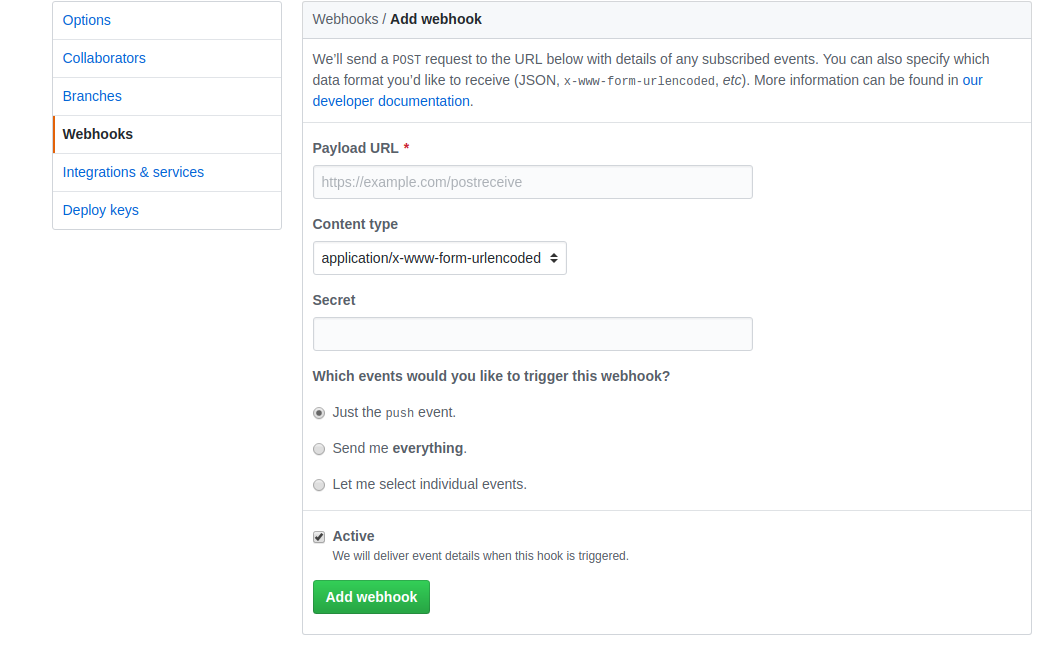 Options
Collaborators
Branches
Webhooks
Integrations & services
Deploy keys
Webhooks / Add webhook
We’ll send a POST request to the URL below with details of any subscribed events. You can also specify which
data format you’d like to receive (JSON, x-www-form-urlencoded, etc). More information can be found in our
developer documentation.
Payload URL *
https://example.com/postreceive
Content type
application/x-www-form-urlencoded
Secret
Which events would you like to trigger this webhook?
Just the push event.
Send me everything.
Let me select individual events.
Active
We will deliver event details when this hook is triggered.
Add webhook